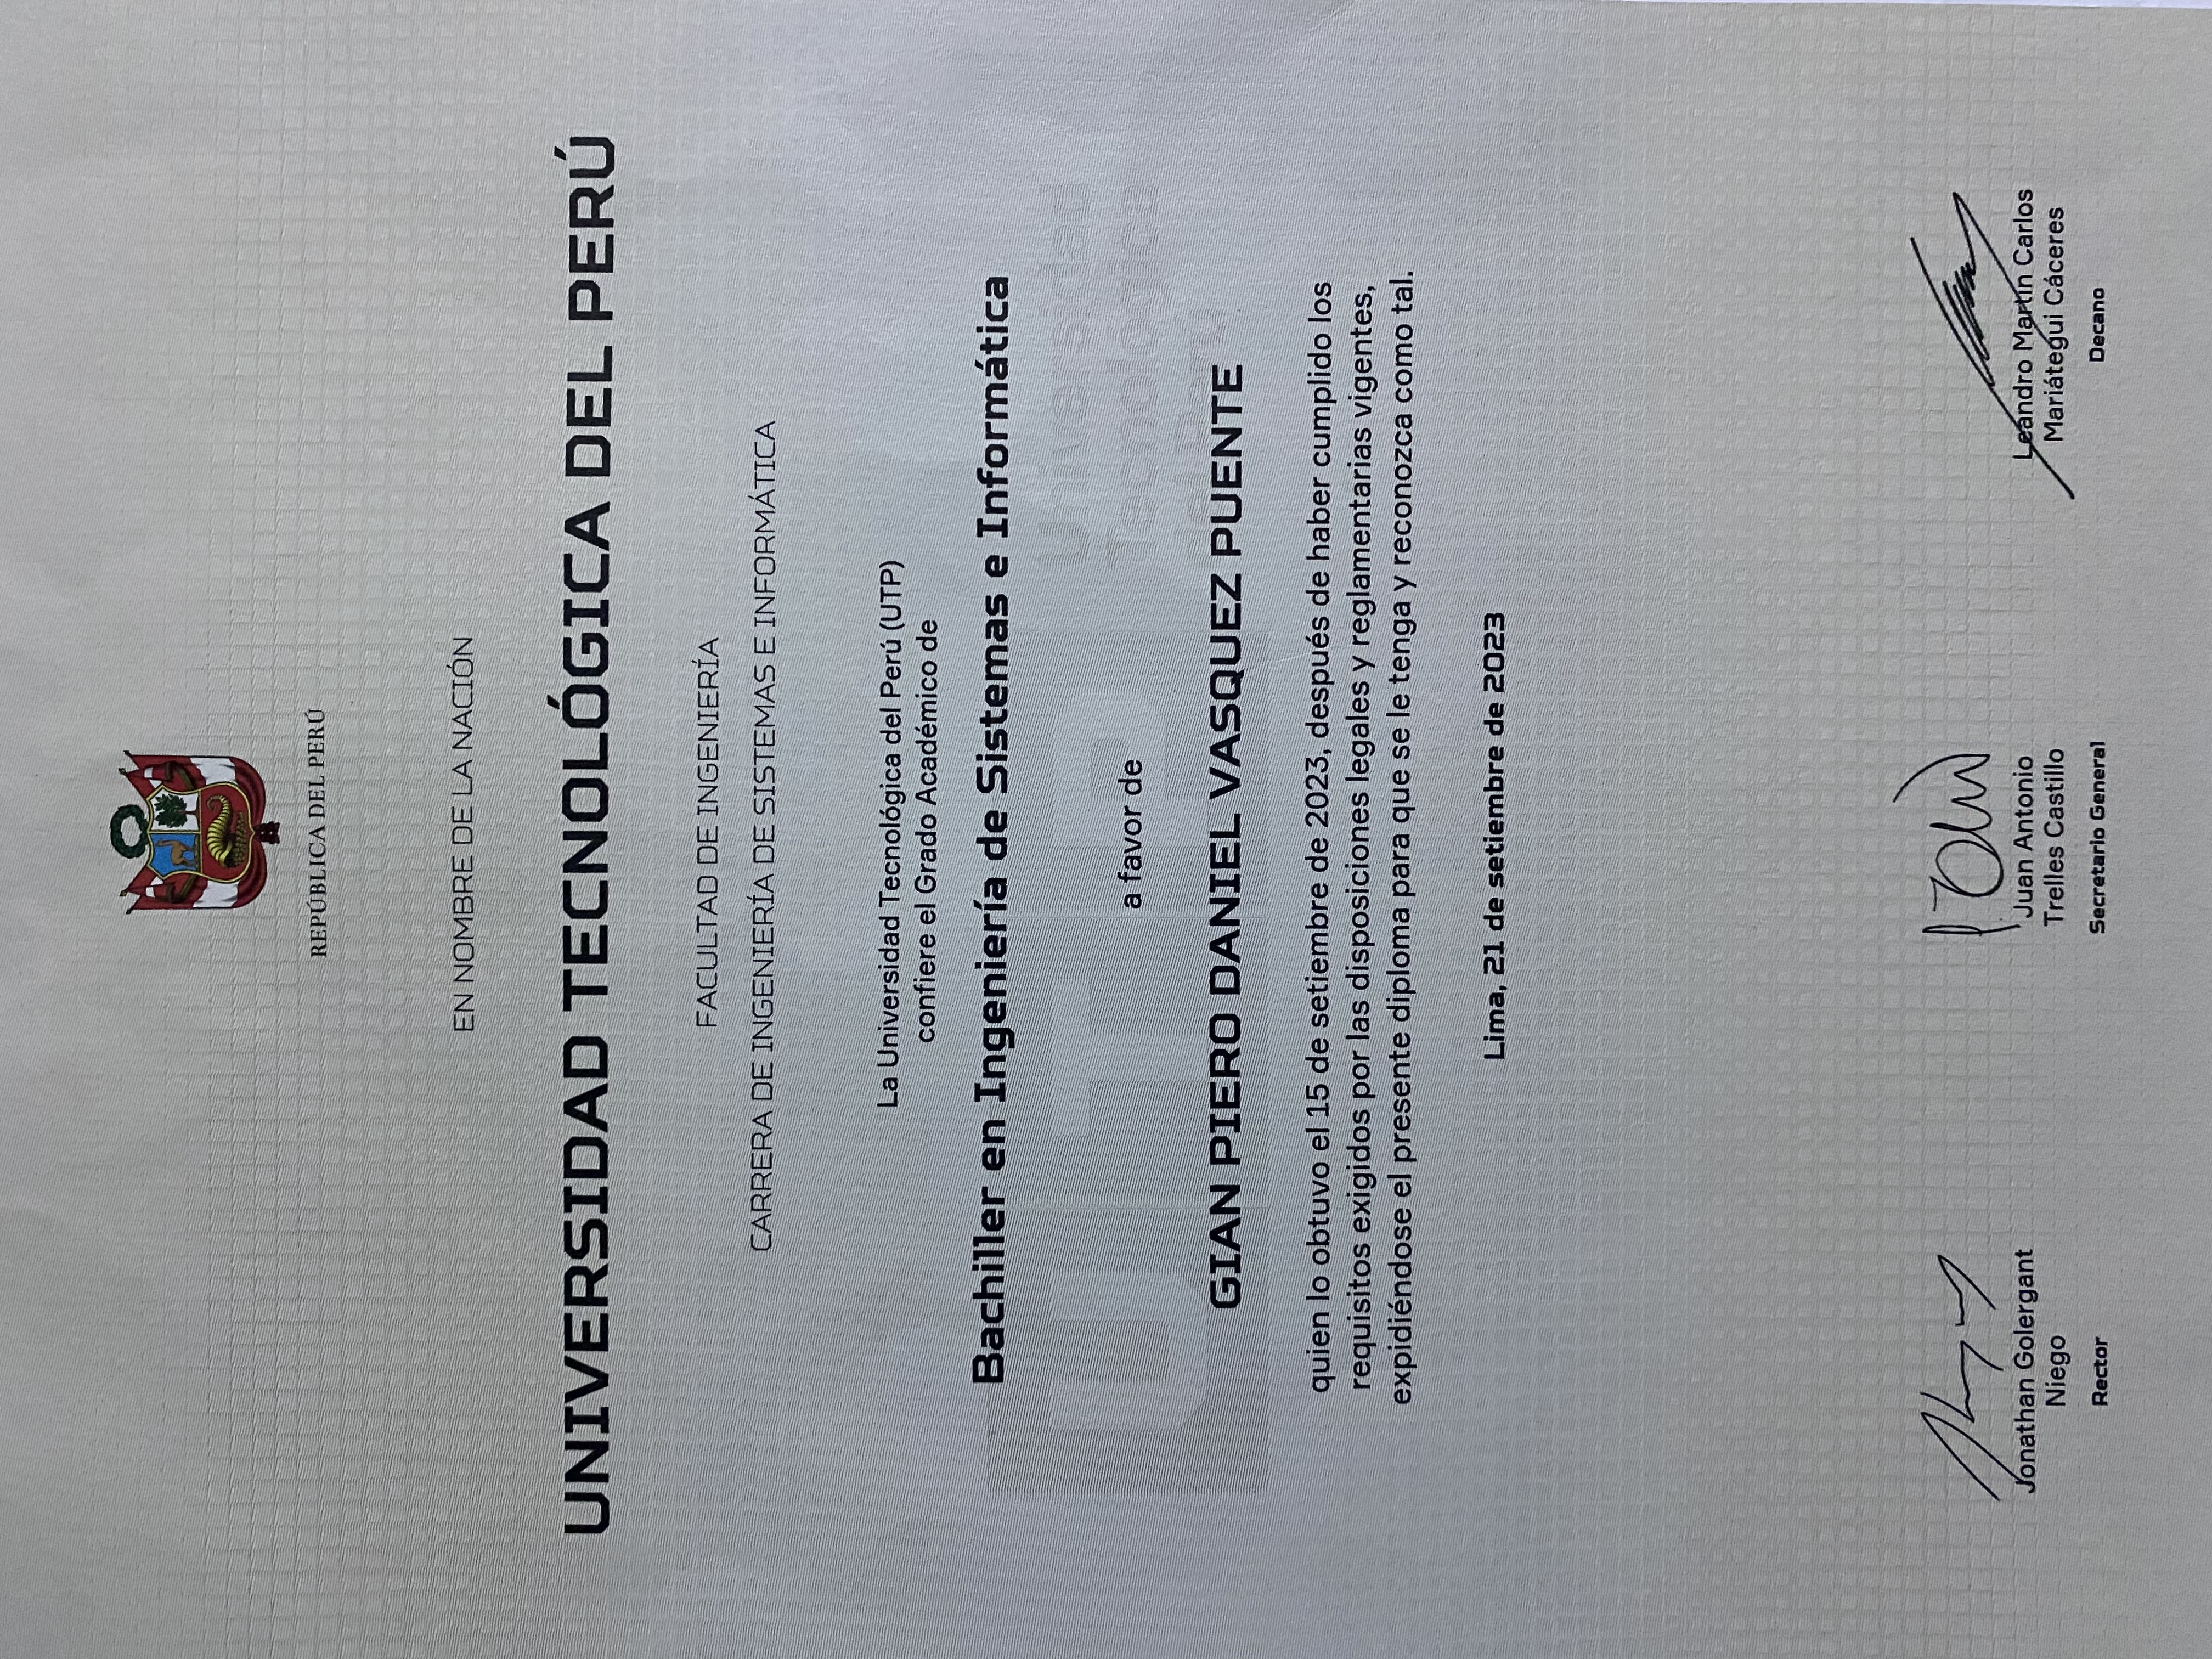 REPÚBLICA DEL PERÚ
EN NOMBRE DE LA NACIÓN
UNIVERSIDAD TECNOLÓGICA DEL PERÚ
FACULTAD DE INGENIERÍA
CARRERA DE INGENIERÍA DE SISTEMAS E INFORMÁTICA
La Universidad Tecnológica del Perú (UTP)
confiere el Grado Académico de
Bachiller en Ingeniería de Sistemas e Informática
UTP
Universidad
Tecnológica
del Perú
a favor de
GIAN PIERO DANIEL VASQUEZ PUENTE
quien lo obtuvo el 15 de setiembre de 2023, después de haber cumplido los
requisitos exigidos por las disposiciones legales y reglamentarias vigentes,
expidiéndose el presente diploma para que se le tenga y reconozca como tal.
Lima, 21 de setiembre de 2023
Jonathan Golergant
Niego
Rector
Juan Antonio
Trelles Castillo
Secretario General
Leandro Martín Carlos
Mariátegui Cáceres
Decano